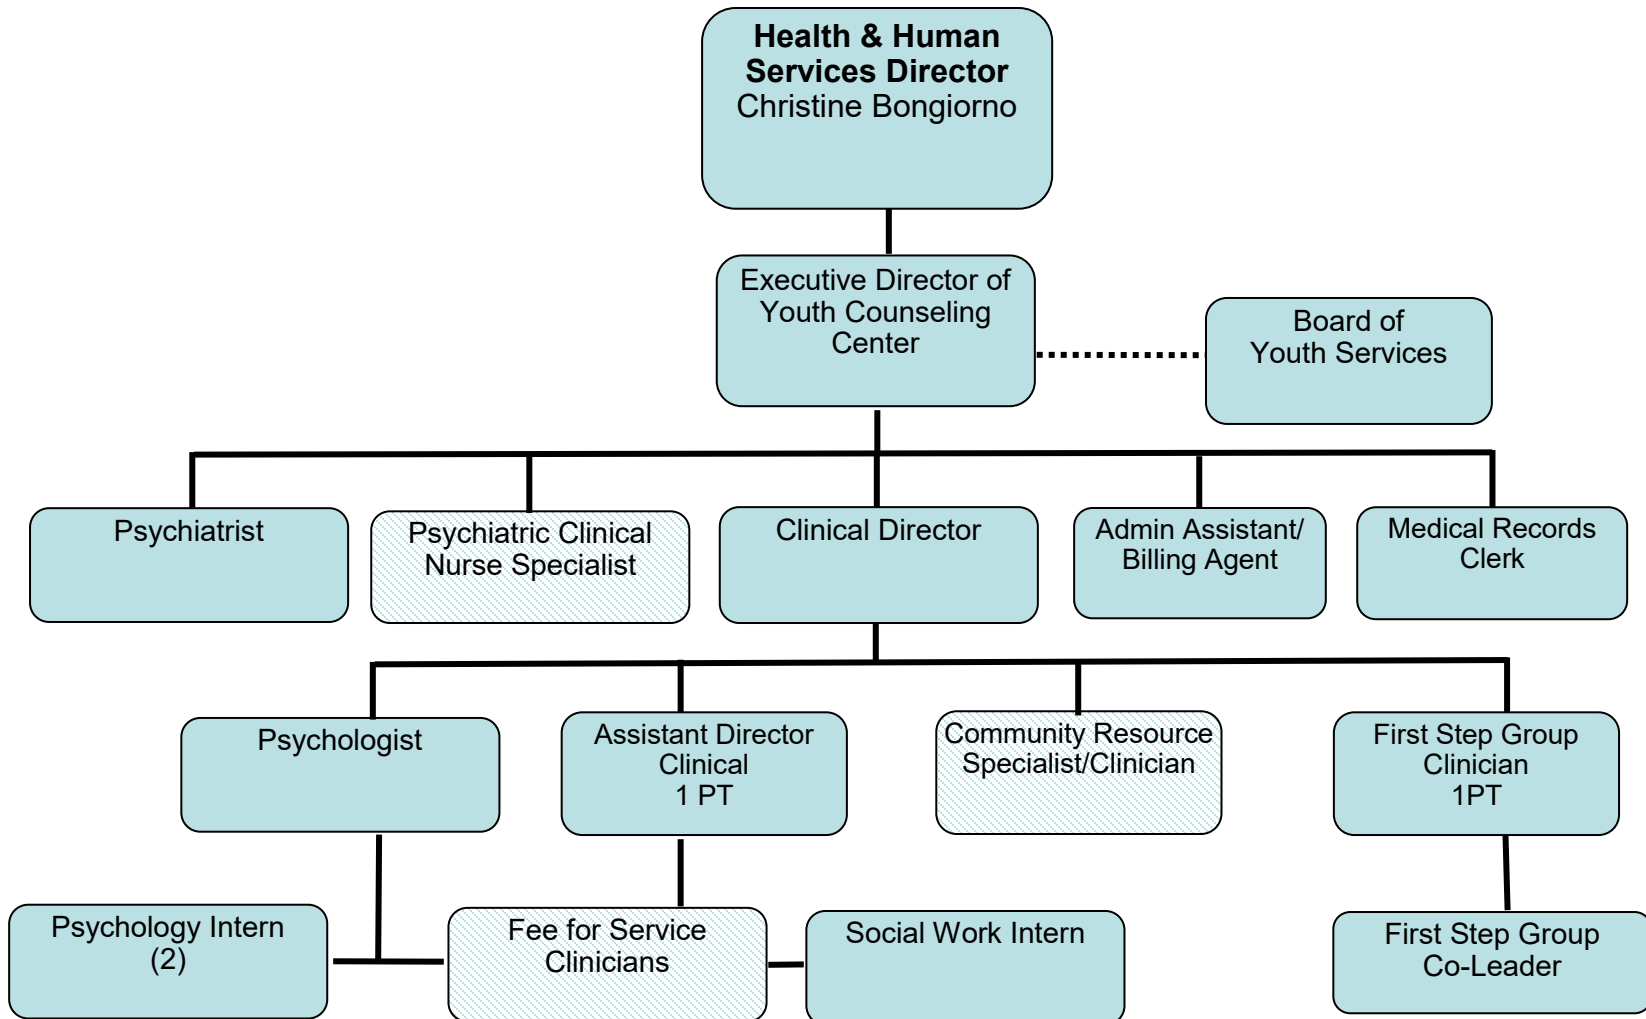 Health & Human
Services Director
Christine Bongiorno
Executive Director of
Youth Counseling
Center
Board of
Youth Services
Psychiatrist
Psychiatric Clinical
Nurse Specialist
Clinical Director
Admin Assistant/
Billing Agent
Medical Records
Clerk
Psychologist
Assistant Director
Clinical
1 PT
Community Resource
Specialist/Clinician
First Step Group
Clinician
1PT
Psychology Intern
(2)
Fee for Service
Clinicians
Social Work Intern
First Step Group
Co-Leader